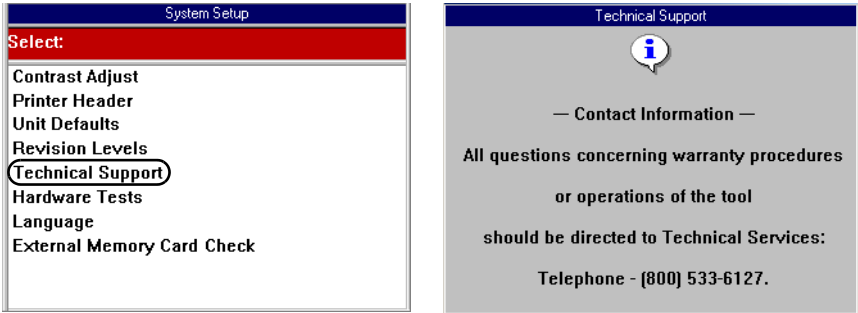 System Setup
Select:
Contrast Adjust
Printer Header
Unit Defaults
Revision Levels
Technical Support
Hardware Tests
Language
External Memory Card Check
Technical Support
i
— Contact Information —
All questions concerning warranty procedures
or operations of the tool
should be directed to Technical Services:
Telephone - (800) 533-6127.